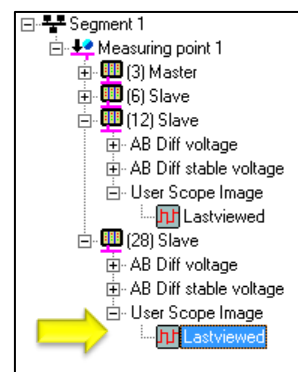 Segment 1
Measuring point 1
(3) Master
(6) Slave
(12) Slave
AB Diff voltage
AB Diff stable voltage
User Scope Image
Lastviewed
(28) Slave
AB Diff voltage
AB Diff stable voltage
User Scope Image
Lastviewed